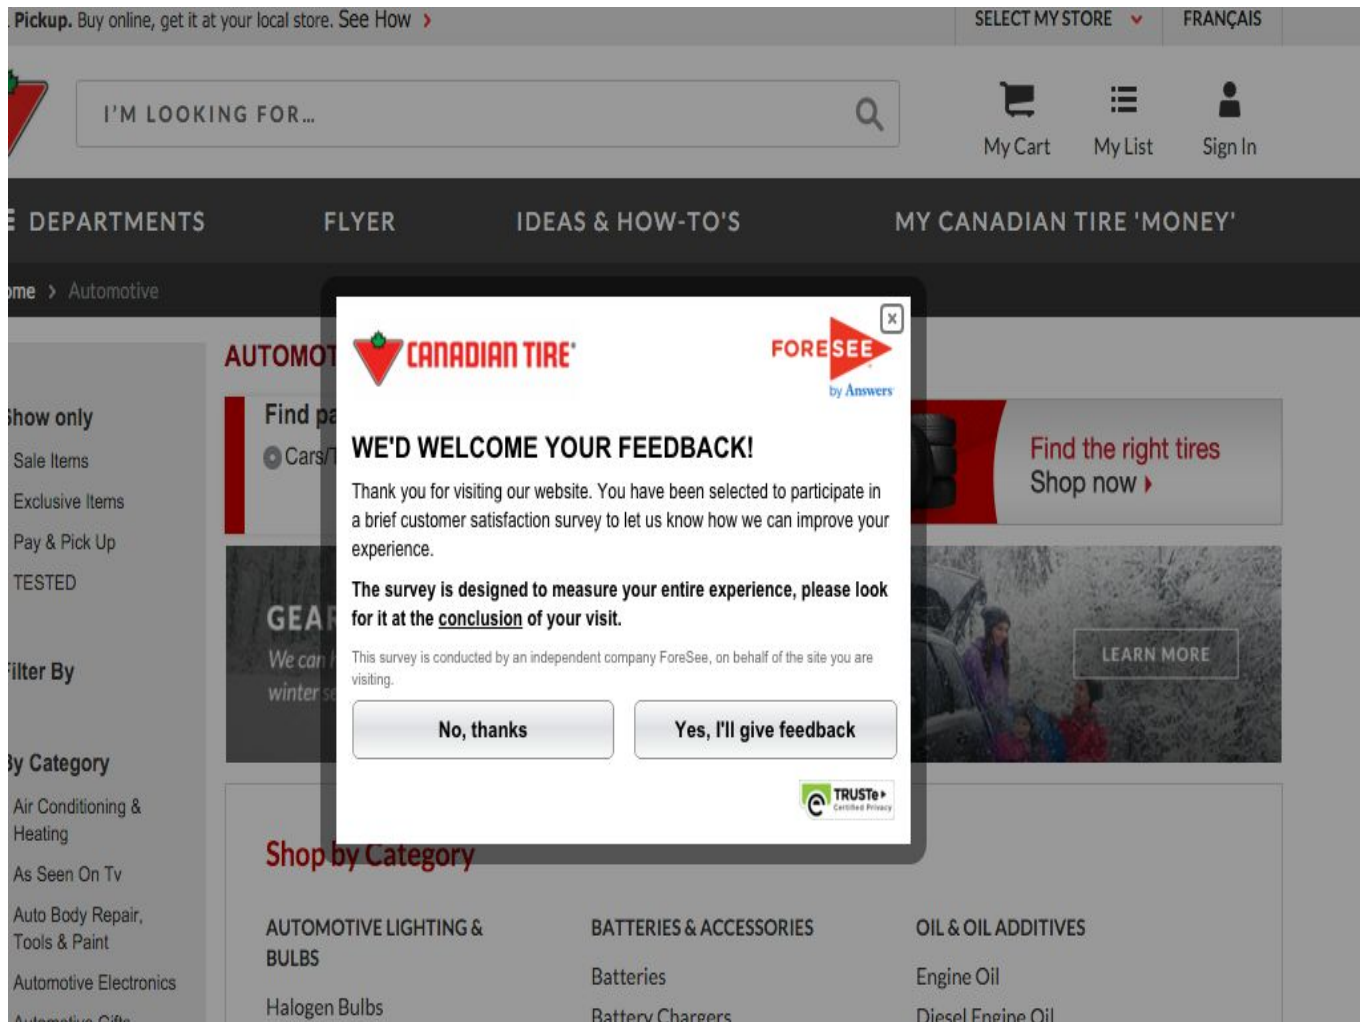 Pickup. Buy online, get it at your local store. See How >
SELECT MY STORE
FRANÇAIS
I'M LOOKING FOR...
My Cart
My List
Sign In
DEPARTMENTS
FLYER
IDEAS & HOW-TO'S
MY CANADIAN TIRE 'MONEY'
> Automotive
CANADIAN TIRE
FORESEE
by Answers
WE'D WELCOME YOUR FEEDBACK!
Thank you for visiting our website. You have been selected to participate in
a brief customer satisfaction survey to let us know how we can improve your
experience.
The survey is designed to measure your entire experience, please look
for it at the conclusion of your visit.
This survey is conducted by an independent company ForeSee, on behalf of the site you are
visiting.
No, thanks
Yes, I'll give feedback
TRUSTe
Certified Privacy
Show only
Sale Items
Exclusive Items
Pay & Pick Up
TESTED
Filter By
By Category
Air Conditioning &
Heating
As Seen On Tv
Auto Body Repair,
Tools & Paint
Automotive Electronics
Find
Cars/
Find the right tires
Shop now
GEAR
We can
winter
LEARN MORE
Shop by Category
AUTOMOTIVE LIGHTING &
BULBS
Halogen Bulbs
BATTERIES & ACCESSORIES
Batteries
Battery Chargers
OIL & OIL ADDITIVES
Engine Oil
Diesel Engine Oil